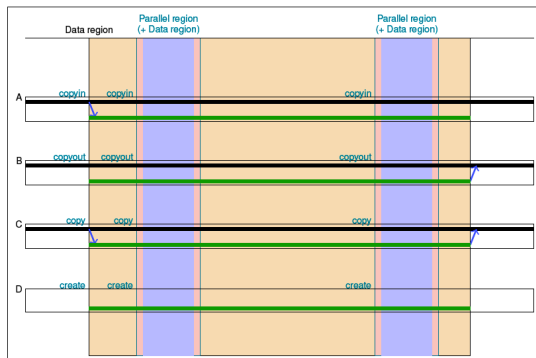 Parallel region Parallel region
Data region (+ Data region) (+ Data region)
copyin copyin copyin
A
copyout copyout copyout
B
copy copy copy
C
create create create
D